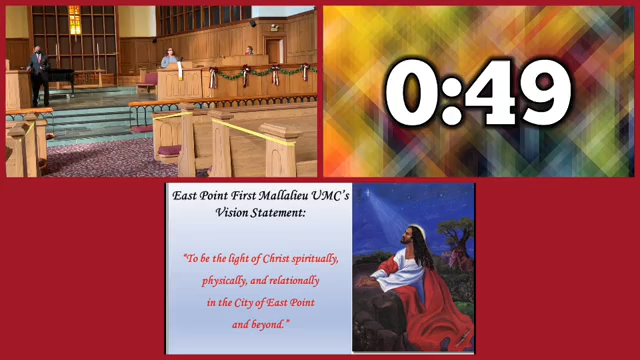 0:49
East Point First Mallalieu UMC's
Vision Statement:
"To be the light of Christ spiritually,
physically, and relationally
in the City of East Point
and beyond."